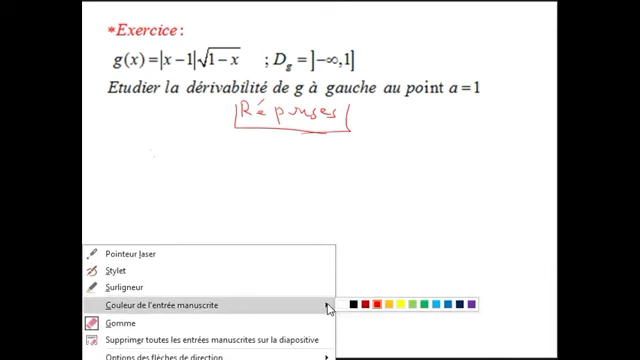 *Exercice :
g(x) = |x − 1|√1 − x ; D_g = ]−∞,1]
Etudier la dérivabilité de g à gauche au point a = 1
Réponses
Pointeur laser
Stylet
Surligneur
Couleur de l'entrée manuscrite
Gomme
Supprimer toutes les entrées manuscrites sur la diapositive
Options des flèches de direction